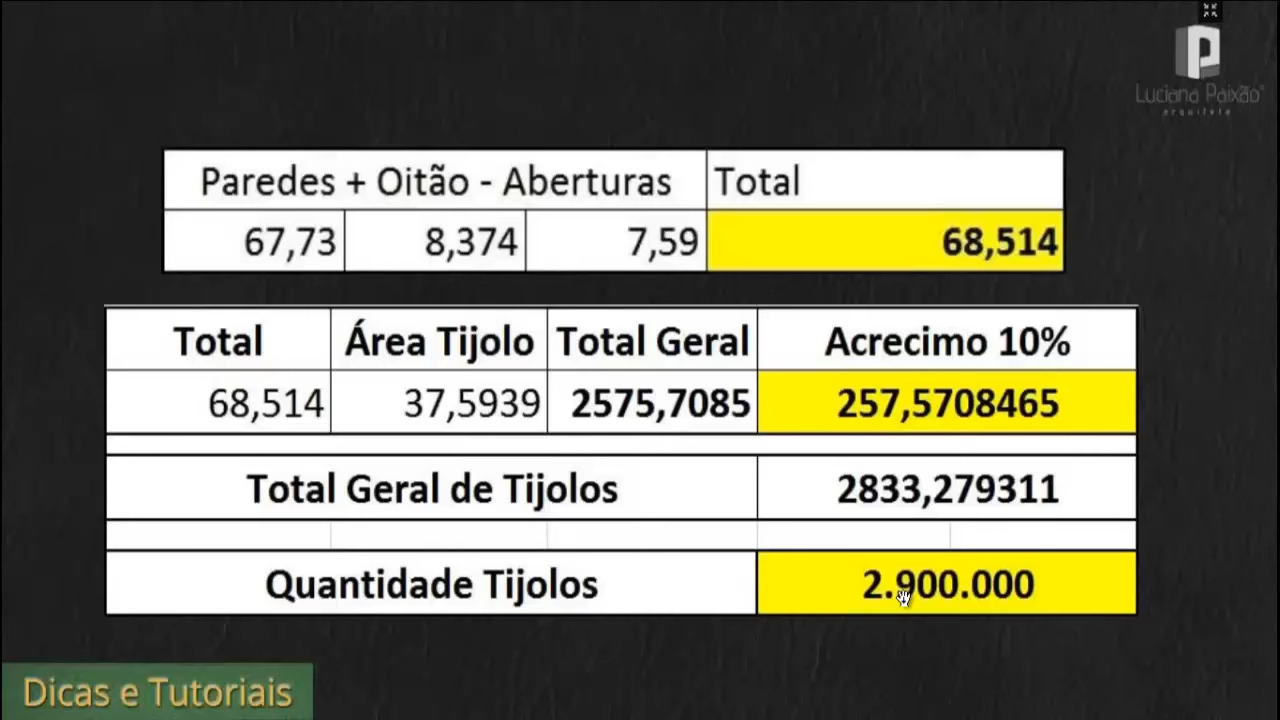 Luciana Paixão
arquiteta
Paredes + Oitão - Aberturas Total
67,73 8,374 7,59 68,514
Total Área Tijolo Total Geral Acrecimo 10%
68,514 37,5939 2575,7085 257,5708465
Total Geral de Tijolos 2833,279311
Quantidade Tijolos 2.900.000
Dicas e Tutoriais